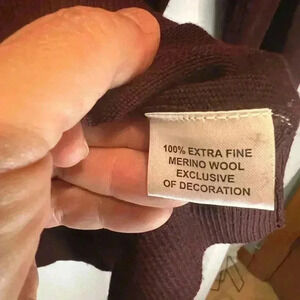 100% EXTRA FINE
MERINO WOOL
EXCLUSIVE
OF DECORATION